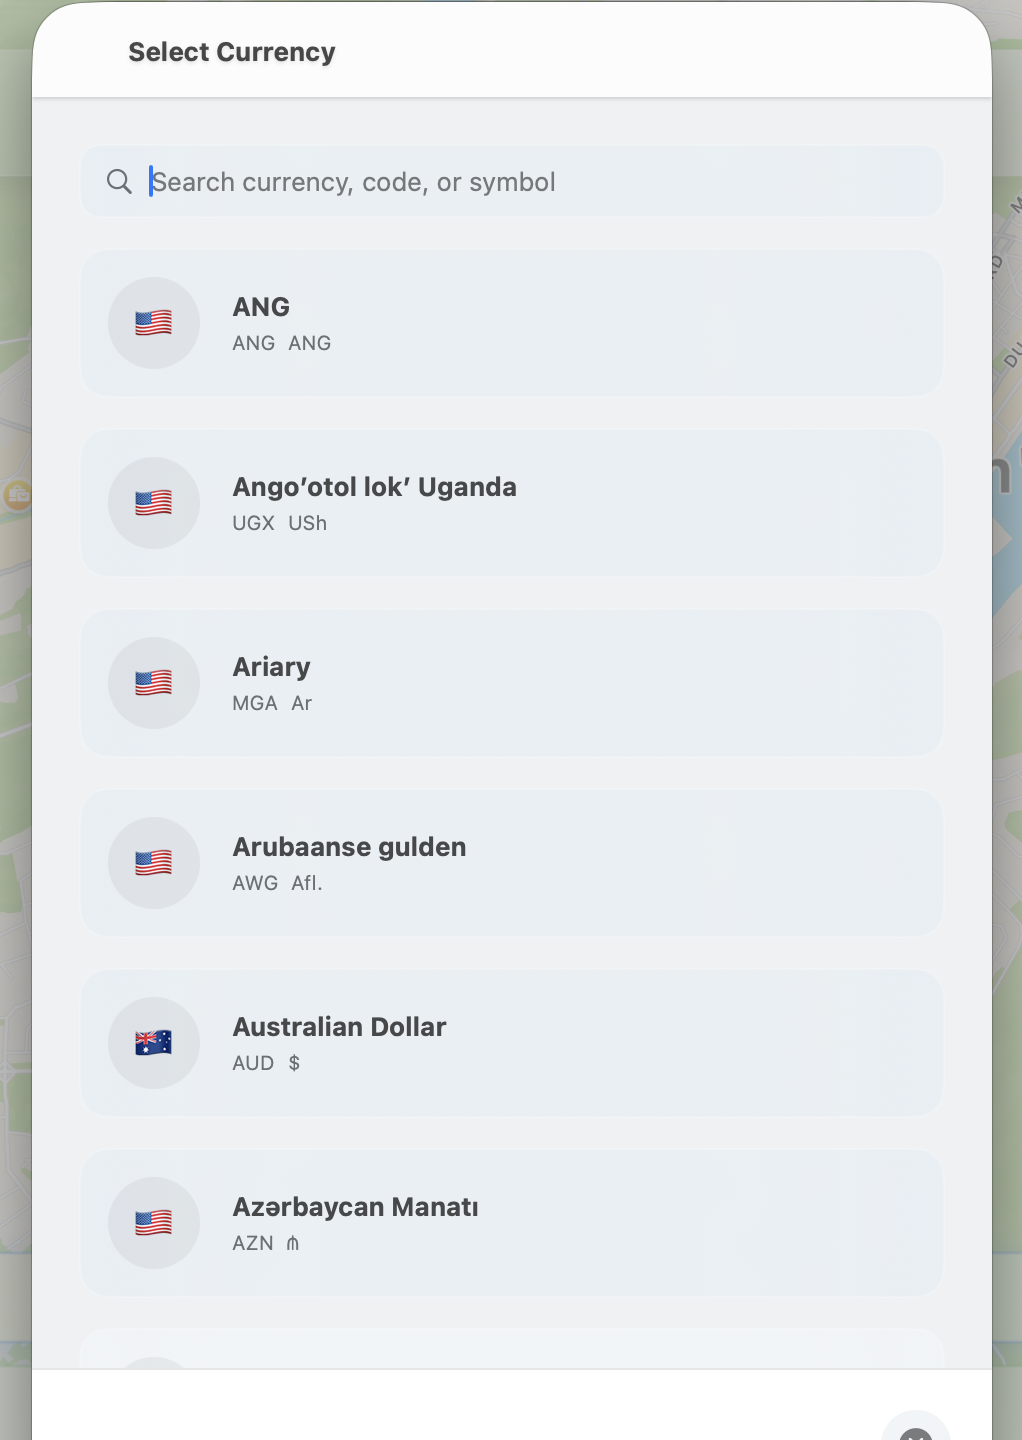 Select Currency
Search currency, code, or symbol
ANG
ANG ANG
Ango’otol lok’ Uganda
UGX USh
Ariary
MGA Ar
Arubaanse gulden
AWG Afl.
Australian Dollar
AUD $
Azərbaycan Manatı
AZN ₼